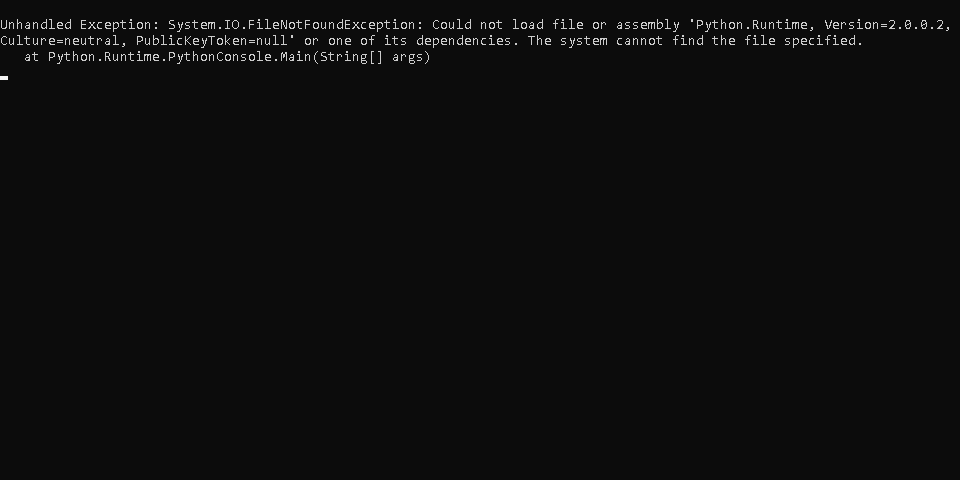 Unhandled Exception: System.IO.FileNotFoundException: Could not load file or assembly 'Python.Runtime, Version=2.0.0.2,
Culture=neutral, PublicKeyToken=null' or one of its dependencies. The system cannot find the file specified.
   at Python.Runtime.PythonConsole.Main(String[] args)